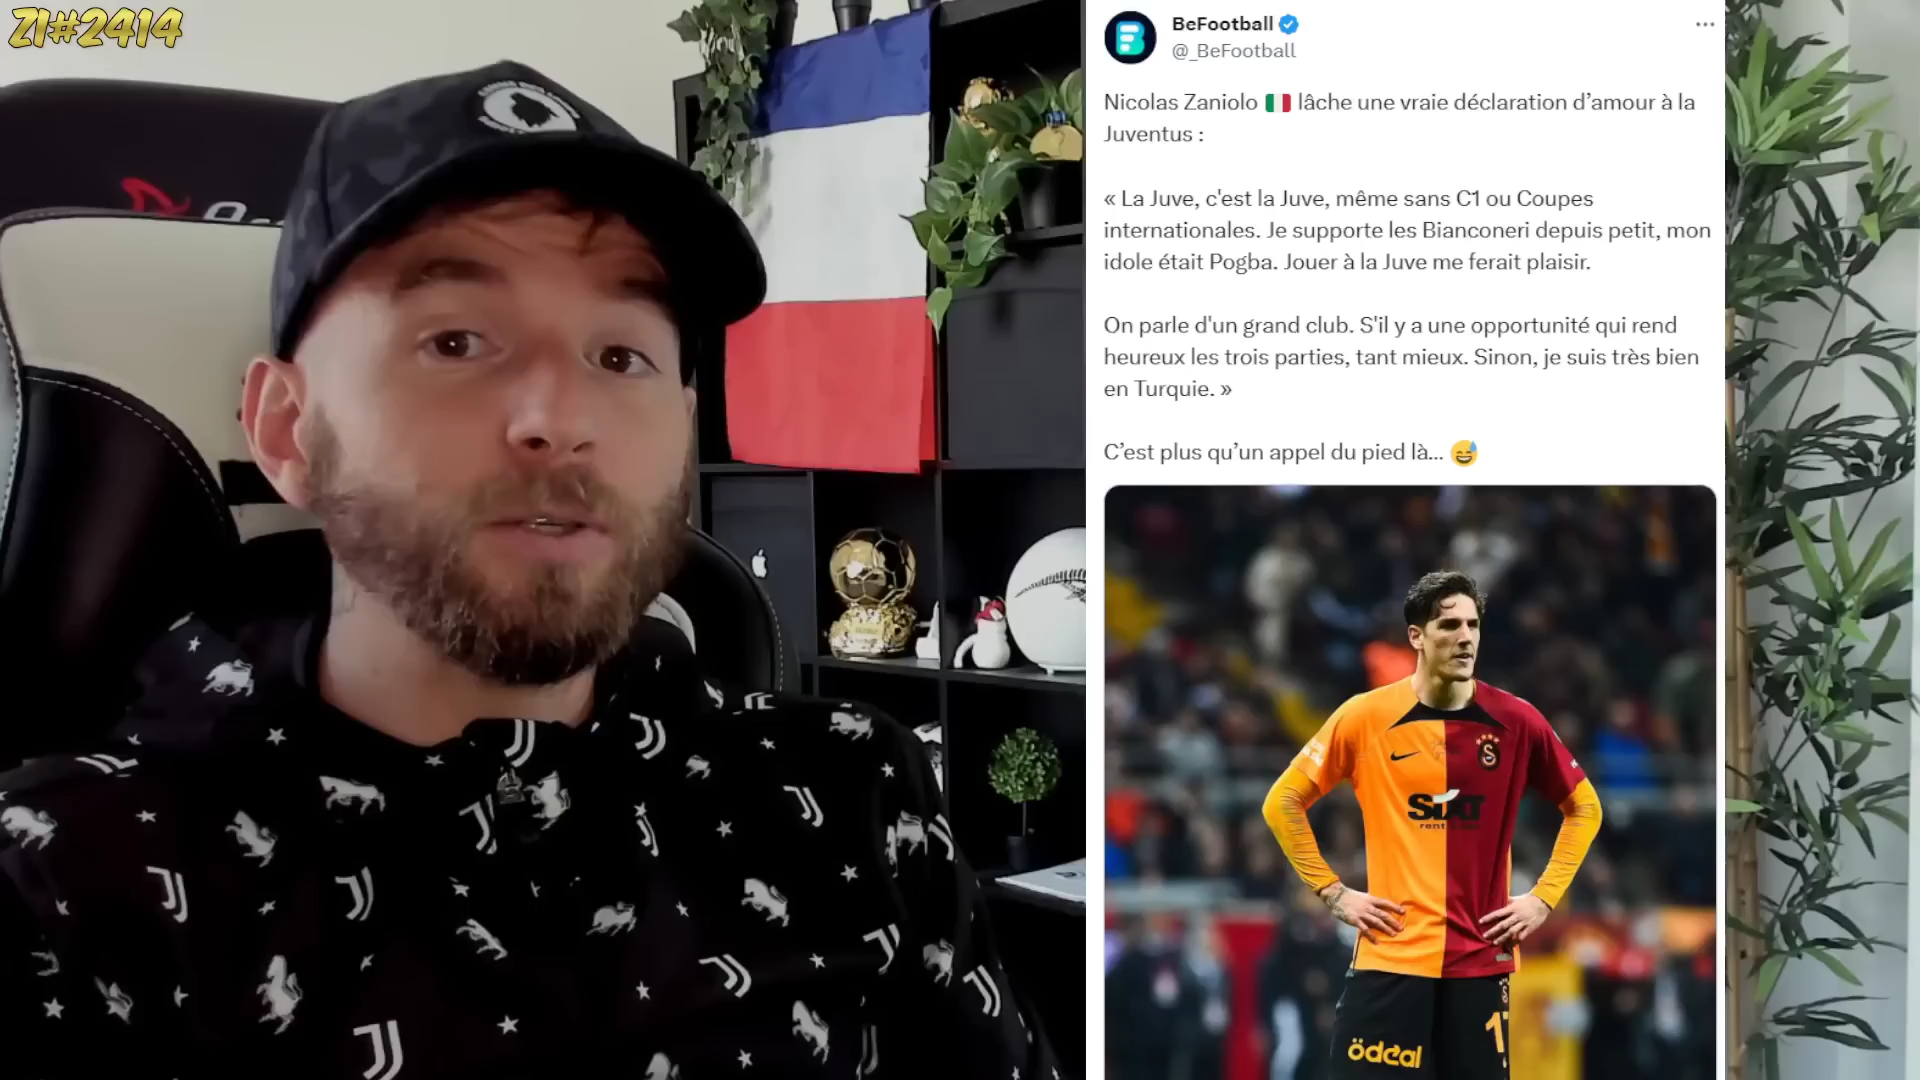 ZI#2414
BeFootball
@_BeFootball
Nicolas Zaniolo lâche une vraie déclaration d’amour à la
Juventus :
« La Juve, c'est la Juve, même sans C1 ou Coupes
internationales. Je supporte les Bianconeri depuis petit, mon
idole était Pogba. Jouer à la Juve me ferait plaisir.
On parle d'un grand club. S'il y a une opportunité qui rend
heureux les trois parties, tant mieux. Sinon, je suis très bien
en Turquie. »
C’est plus qu’un appel du pied là...
SiXT
rent
ödeal